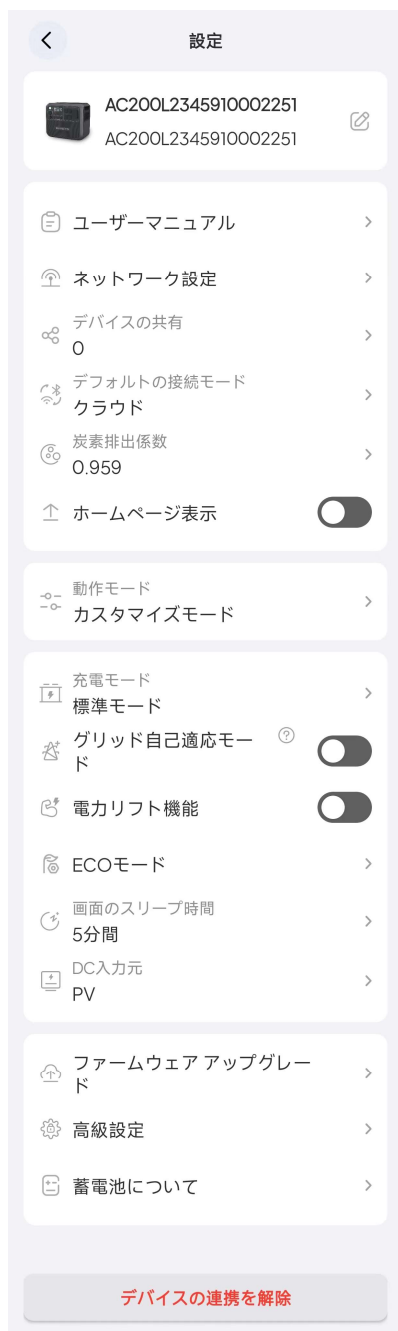 設定
AC200L2345910002251
AC200L2345910002251
ユーザーマニュアル
ネットワーク設定
デバイスの共有
0
デフォルトの接続モード
クラウド
炭素排出係数
0.959
ホームページ表示
動作モード
カスタマイズモード
充電モード
標準モード
グリッド自己適応モー
ド
電力リフト機能
ECOモード
画面のスリープ時間
5分間
DC入力元
PV
ファームウェア アップグレー
ド
高級設定
蓄電池について
デバイスの連携を解除